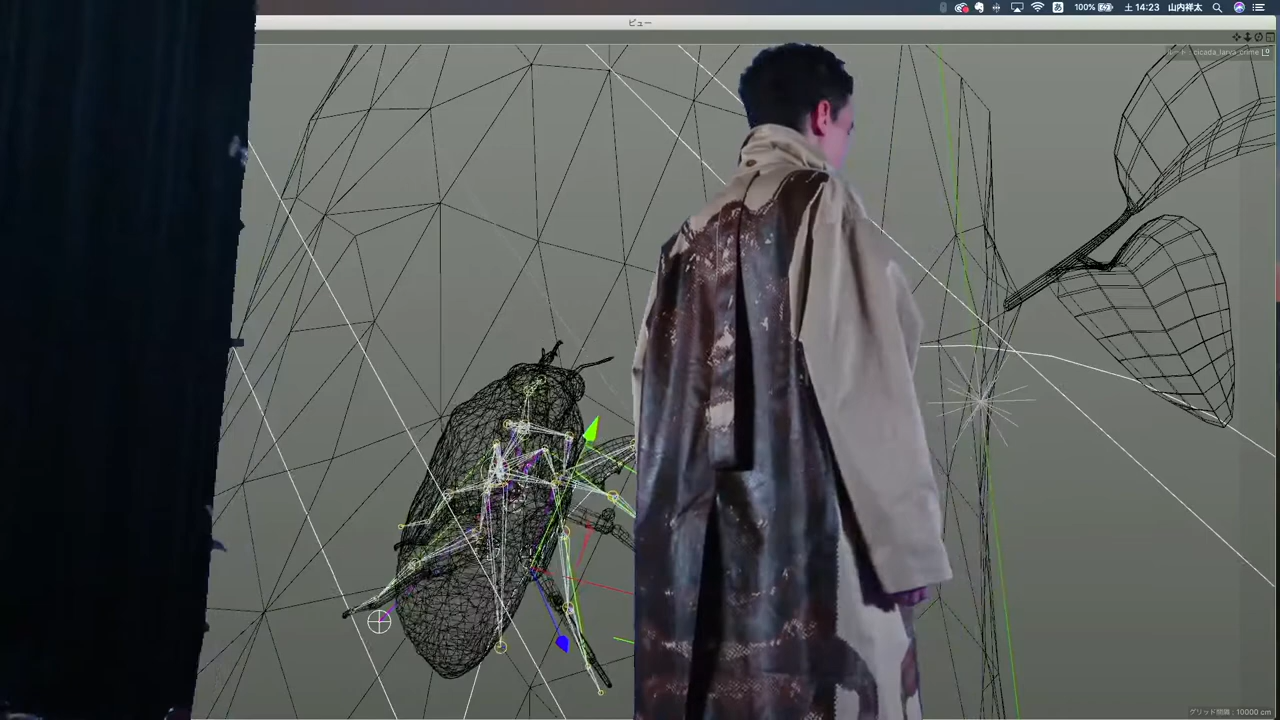 100% 土 14:23 山内祥太
あ
ビュー
cicada_larva_crime
グリッド間隔 : 10000 cm